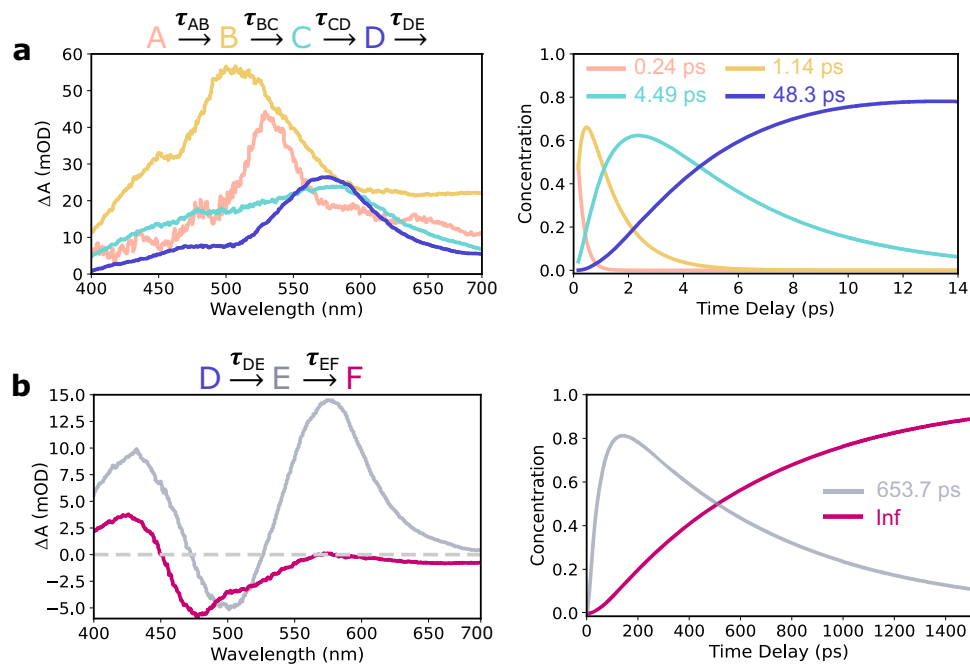 τAB τBC τCD τDE
A → B → C → D →
a
60
50
40
30
20
10
0
ΔA (mOD)
400 450 500 550 600 650 700
Wavelength (nm)
1.0
0.8
0.6
0.4
0.2
0.0
Concentration
0.24 ps 1.14 ps
4.49 ps 48.3 ps
0 2 4 6 8 10 12 14
Time Delay (ps)
τDE τEF
D → E → F
b
15.0
12.5
10.0
7.5
5.0
2.5
0.0
−2.5
−5.0
ΔA (mOD)
400 450 500 550 600 650 700
Wavelength (nm)
1.0
0.8
0.6
0.4
0.2
0.0
Concentration
653.7 ps
Inf
0 200 400 600 800 1000 1200 1400
Time Delay (ps)